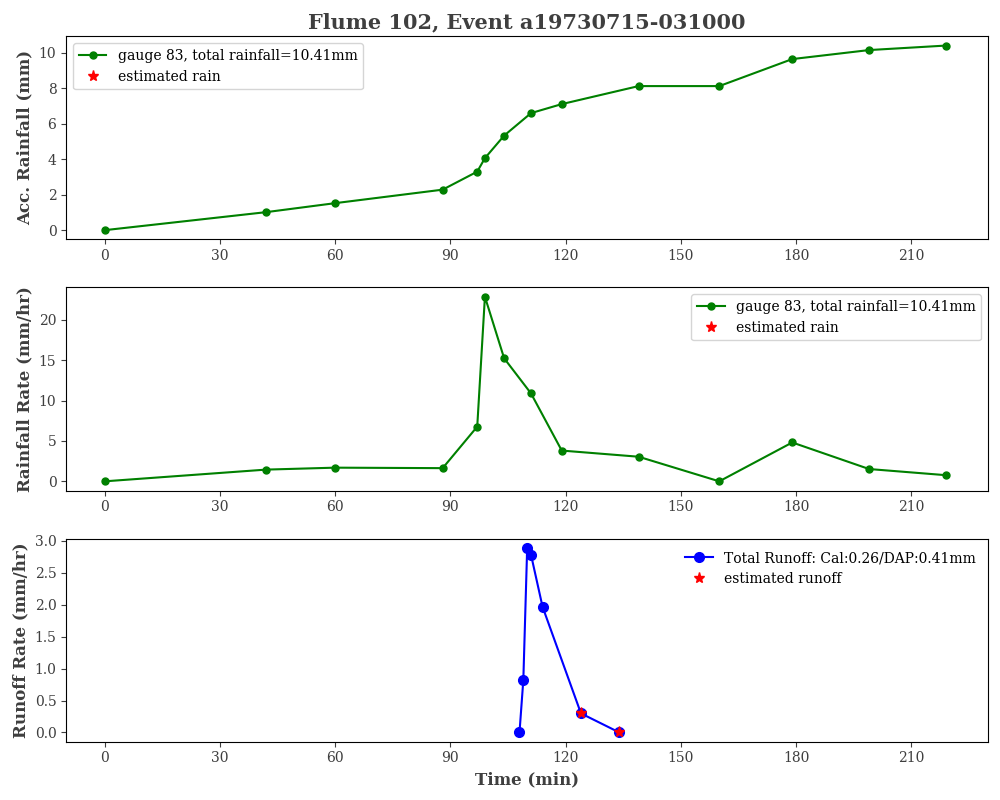 Flume 102, Event a19730715-031000
Acc. Rainfall (mm)
10
8
6
4
2
0
gauge 83, total rainfall=10.41mm
estimated rain
0 30 60 90 120 150 180 210
Rainfall Rate (mm/hr)
20
15
10
5
0
gauge 83, total rainfall=10.41mm
estimated rain
0 30 60 90 120 150 180 210
Runoff Rate (mm/hr)
3.0
2.5
2.0
1.5
1.0
0.5
0.0
Total Runoff: Cal:0.26/DAP:0.41mm
estimated runoff
0 30 60 90 120 150 180 210
Time (min)